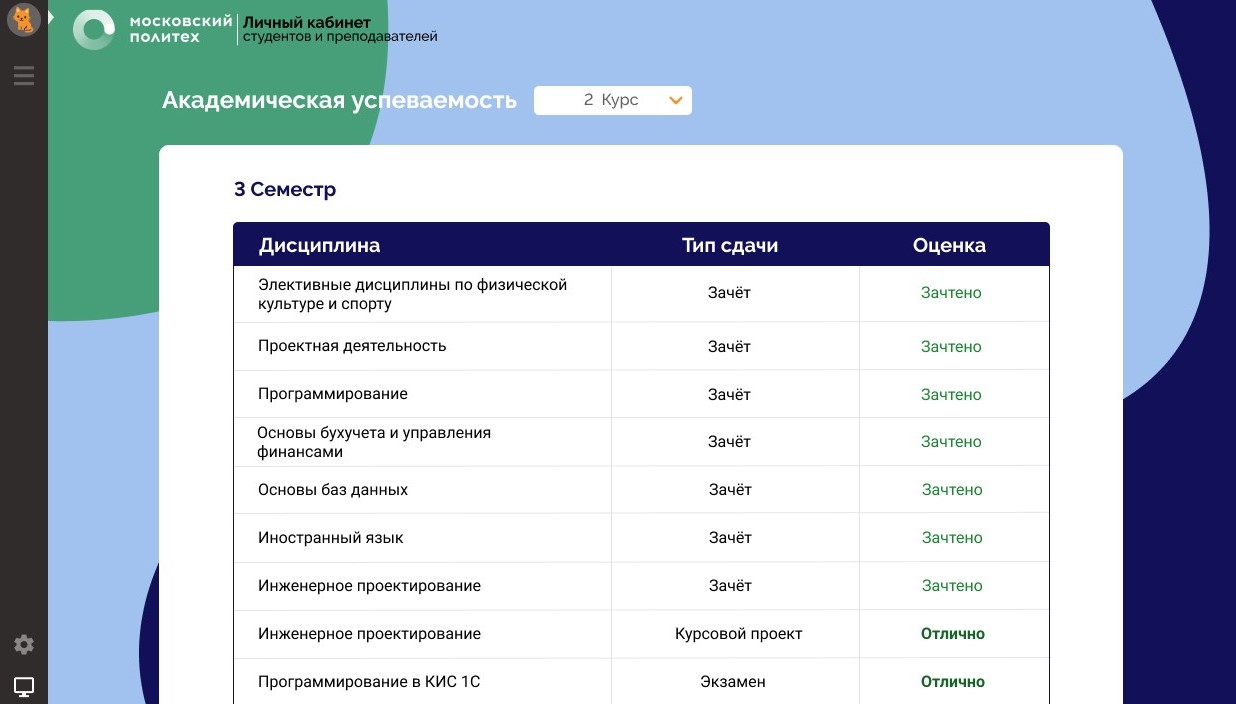 московский
политех
Личный кабинет
студентов и преподавателей
Академическая успеваемость
2 Курс
3 Семестр
Дисциплина Тип сдачи Оценка
Элективные дисциплины по физической
культуре и спорту Зачёт Зачтено
Проектная деятельность Зачёт Зачтено
Программирование Зачёт Зачтено
Основы бухучета и управления
финансами Зачёт Зачтено
Основы баз данных Зачёт Зачтено
Иностранный язык Зачёт Зачтено
Инженерное проектирование Зачёт Зачтено
Инженерное проектирование Курсовой проект Отлично
Программирование в КИС 1С Экзамен Отлично